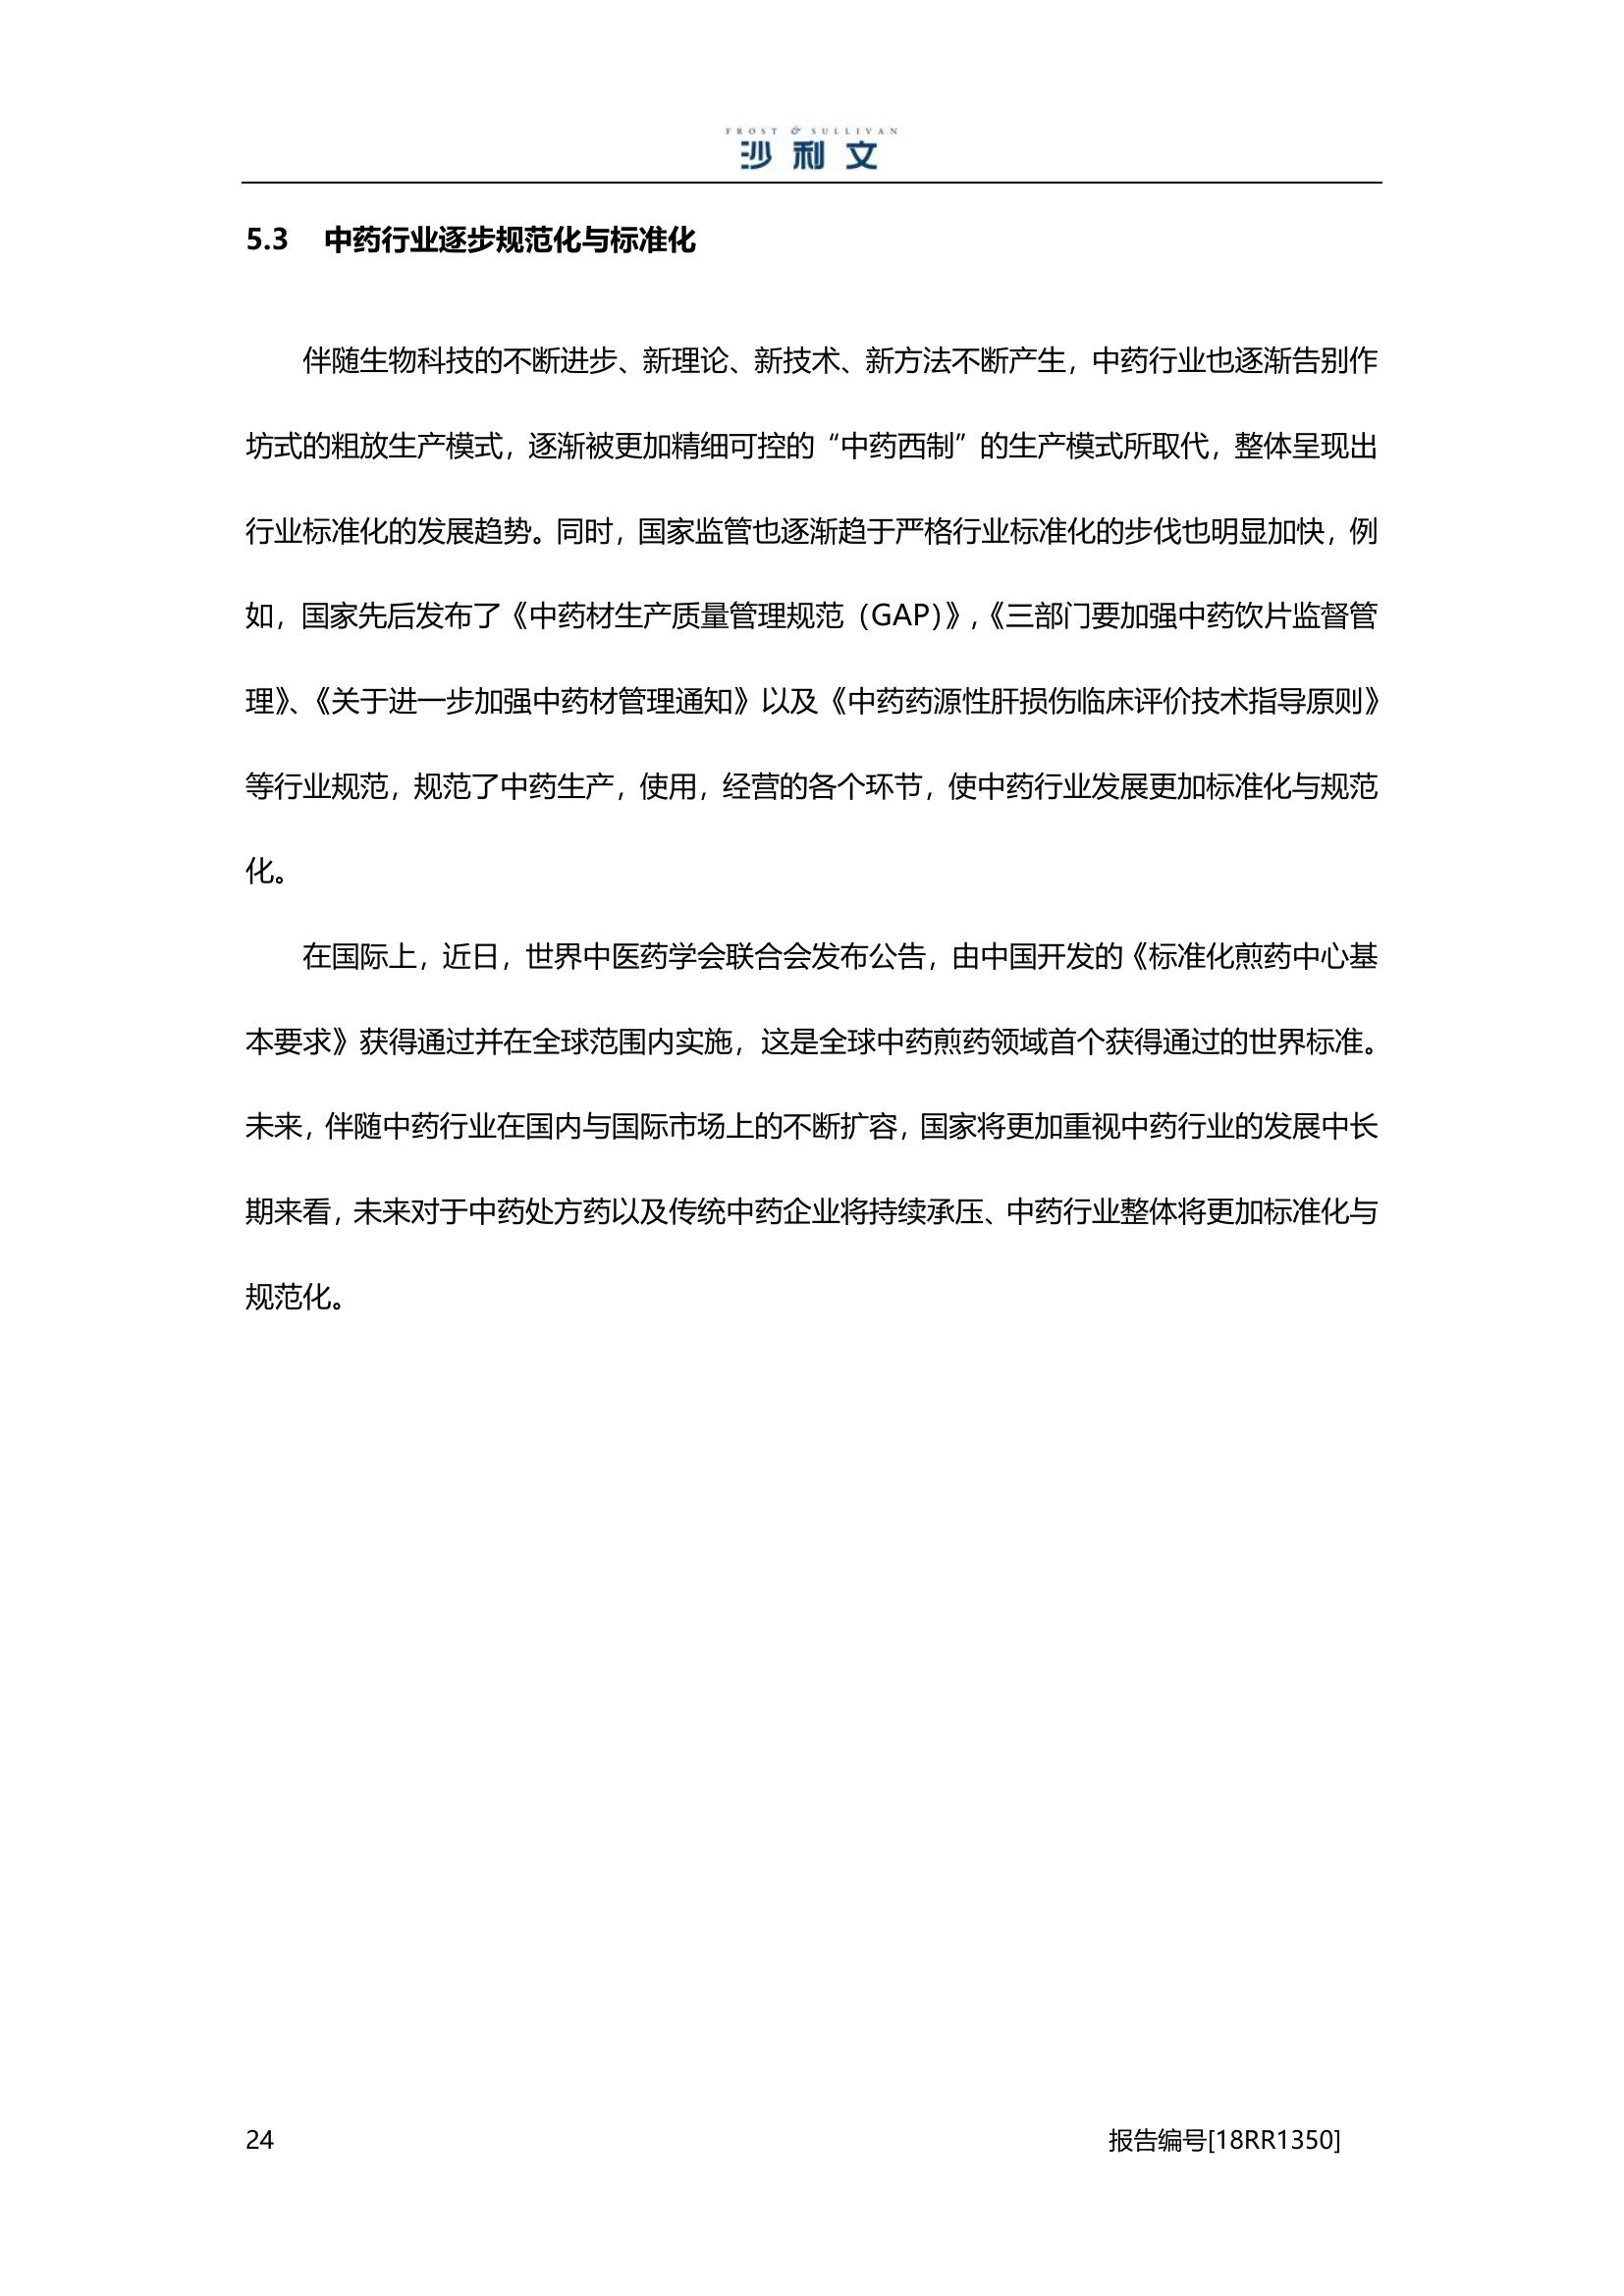 FROST & SULLIVAN
沙利文
5.3 中药行业逐步规范化与标准化
伴随生物科技的不断进步、新理论、新技术、新方法不断产生，中药行业也逐渐告别作
坊式的粗放生产模式，逐渐被更加精细可控的“中药西制”的生产模式所取代，整体呈现出
行业标准化的发展趋势。同时，国家监管也逐渐趋于严格行业标准化的步伐也明显加快，例
如，国家先后发布了《中药材生产质量管理规范（GAP）》，《三部门要加强中药饮片监督管
理》、《关于进一步加强中药材管理通知》以及《中药药源性肝损伤临床评价技术指导原则》
等行业规范，规范了中药生产，使用，经营的各个环节，使中药行业发展更加标准化与规范
化。
在国际上，近日，世界中医药学会联合会发布公告，由中国开发的《标准化煎药中心基
本要求》获得通过并在全球范围内实施，这是全球中药煎药领域首个获得通过的世界标准。
未来，伴随中药行业在国内与国际市场上的不断扩容，国家将更加重视中药行业的发展中长
期来看，未来对于中药处方药以及传统中药企业将持续承压、中药行业整体将更加标准化与
规范化。
24 报告编号[18RR1350]